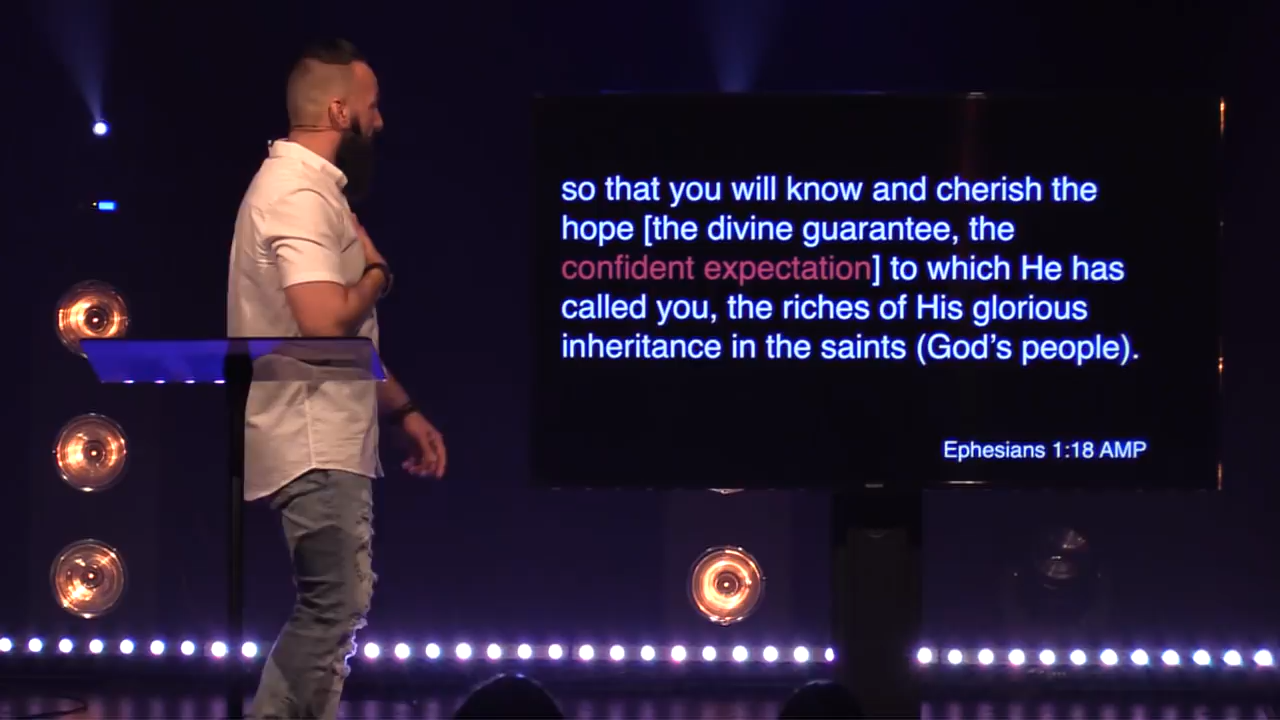 so that you will know and cherish the
hope [the divine guarantee, the
confident expectation] to which He has
called you, the riches of His glorious
inheritance in the saints (God’s people).
Ephesians 1:18 AMP